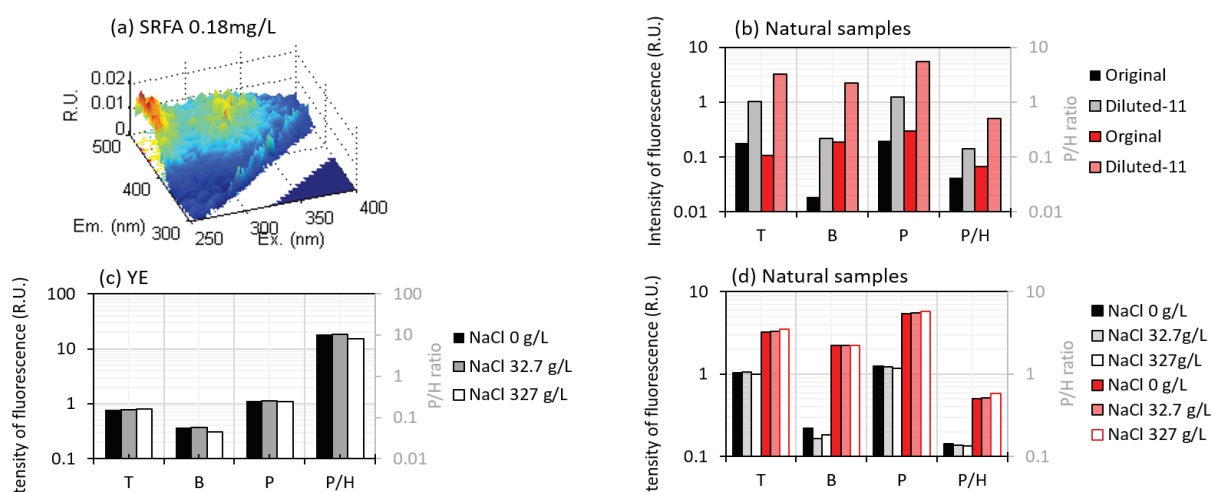 (a) SRFA 0.18mg/L
R.U.
0.02
0.01
0
500
400
300
Em. (nm)
250
300
350
400
Ex. (nm)
(b) Natural samples
Intensity of fluorescence (R.U.)
10
1
0.1
0.01
T B P P/H
10
1
0.1
0.01
P/H ratio
Original
Diluted-11
Orginal
Diluted-11
(c) YE
tensity of fluorescence (R.U.)
100
10
1
0.1
T B P P/H
100
10
1
0.1
0.01
P/H ratio
NaCl 0 g/L
NaCl 32.7 g/L
NaCl 327 g/L
(d) Natural samples
tensity of fluorescence (R.U.)
10
1
0.1
T B P P/H
10
1
0.1
P/H ratio
NaCl 0 g/L
NaCl 32.7g/L
NaCl 327g/L
NaCl 0 g/L
NaCl 32.7 g/L
NaCl 327 g/L